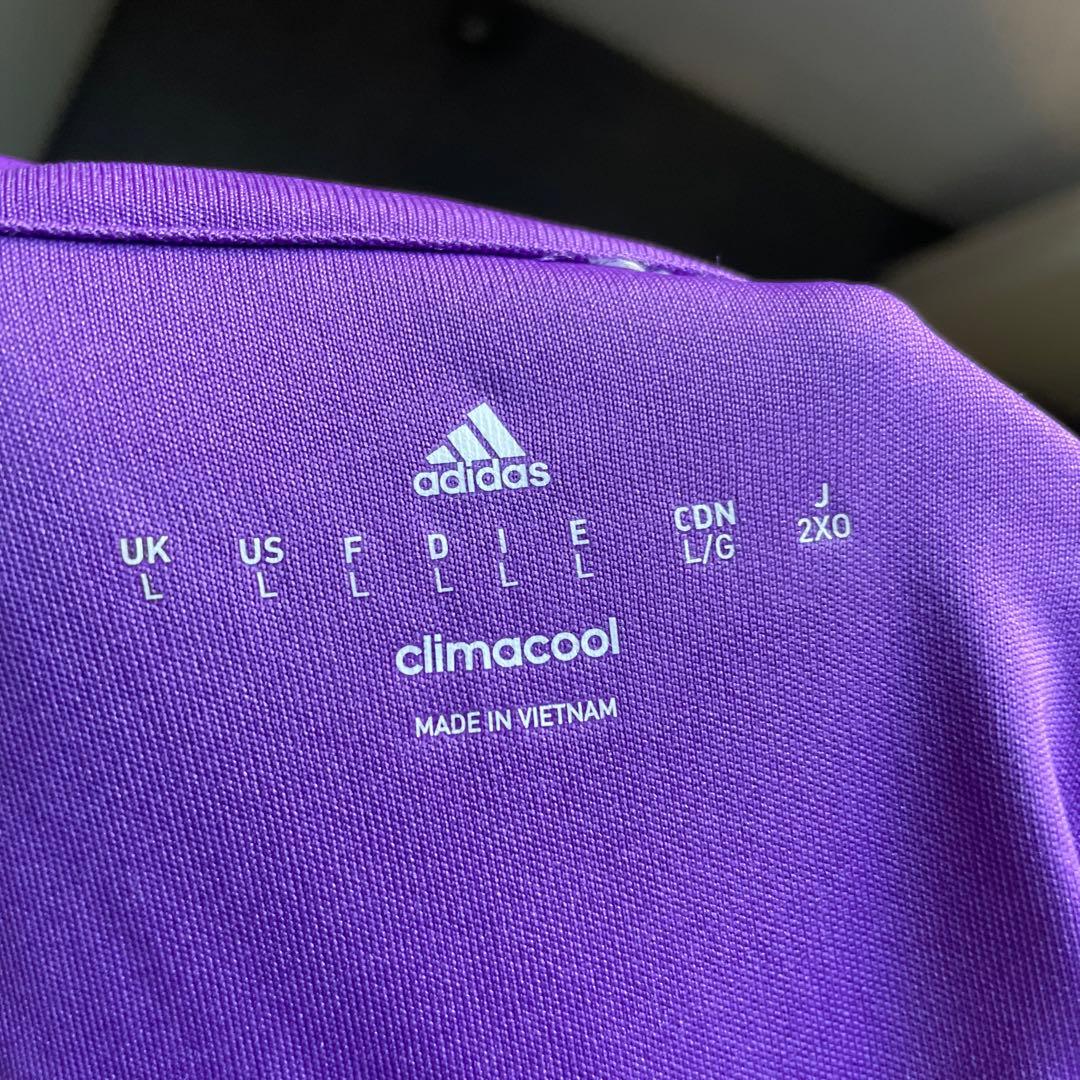 adidas
UK US F D I E CDN J
L L L L L L L/G 2XO
climacool
MADE IN VIETNAM